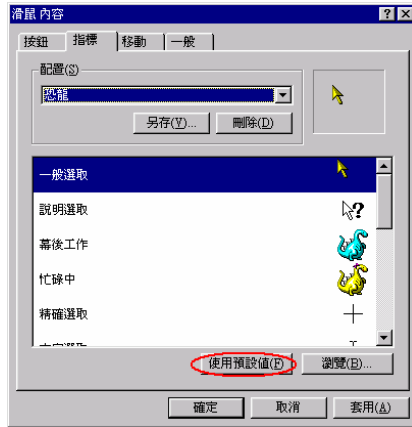 滑鼠 內容
按鈕 指標 移動 一般
配置(S)
恐龍
另存(V)... 刪除(D)
一般選取
說明選取
幕後工作
忙碌中
精確選取
使用預設值(F) 瀏覽(B)...
確定 取消 套用(A)